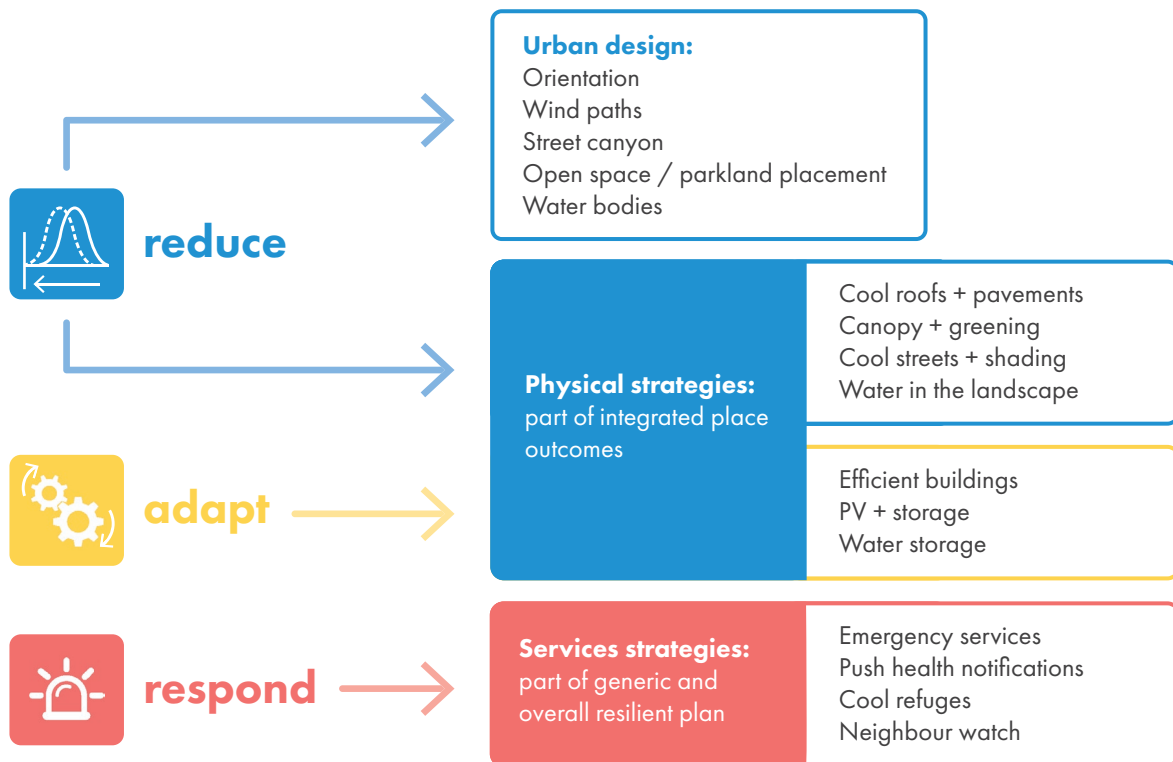 Urban design:
Orientation
Wind paths
Street canyon
Open space / parkland placement
Water bodies
reduce
Physical strategies:
part of integrated place
outcomes
Cool roofs + pavements
Canopy + greening
Cool streets + shading
Water in the landscape
adapt
Efficient buildings
PV + storage
Water storage
respond
Services strategies:
part of generic and
overall resilient plan
Emergency services
Push health notifications
Cool refuges
Neighbour watch